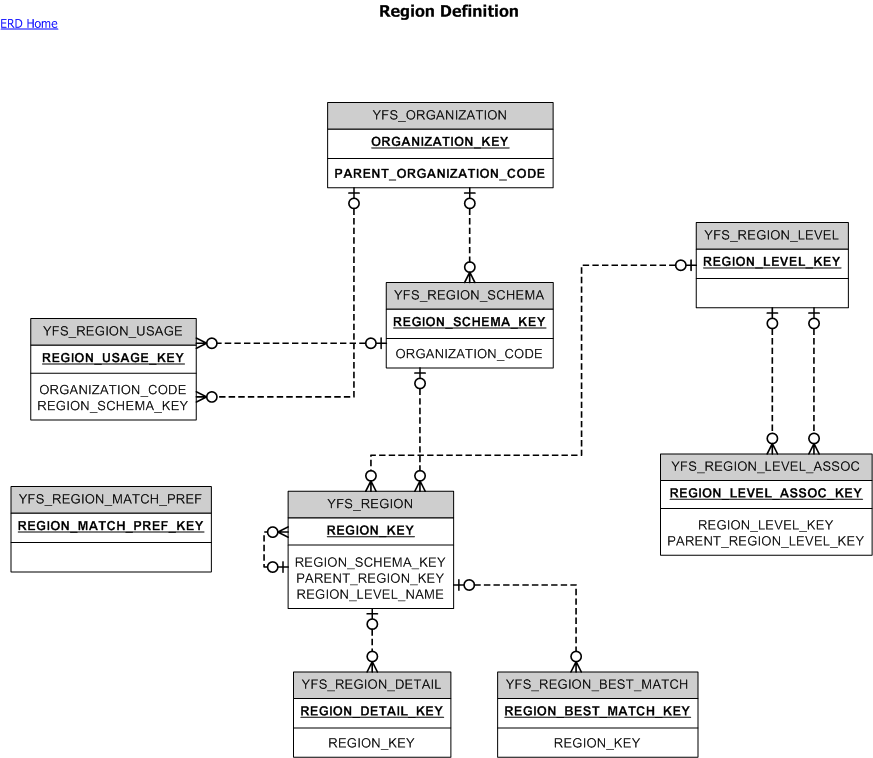 Region Definition
ERD Home
YFS_ORGANIZATION
ORGANIZATION_KEY
PARENT_ORGANIZATION_CODE
YFS_REGION_LEVEL
REGION_LEVEL_KEY
YFS_REGION_SCHEMA
REGION_SCHEMA_KEY
ORGANIZATION_CODE
YFS_REGION_USAGE
REGION_USAGE_KEY
ORGANIZATION_CODE
REGION_SCHEMA_KEY
YFS_REGION_LEVEL_ASSOC
REGION_LEVEL_ASSOC_KEY
REGION_LEVEL_KEY
PARENT_REGION_LEVEL_KEY
YFS_REGION_MATCH_PREF
REGION_MATCH_PREF_KEY
YFS_REGION
REGION_KEY
REGION_SCHEMA_KEY
PARENT_REGION_KEY
REGION_LEVEL_NAME
YFS_REGION_DETAIL
REGION_DETAIL_KEY
REGION_KEY
YFS_REGION_BEST_MATCH
REGION_BEST_MATCH_KEY
REGION_KEY